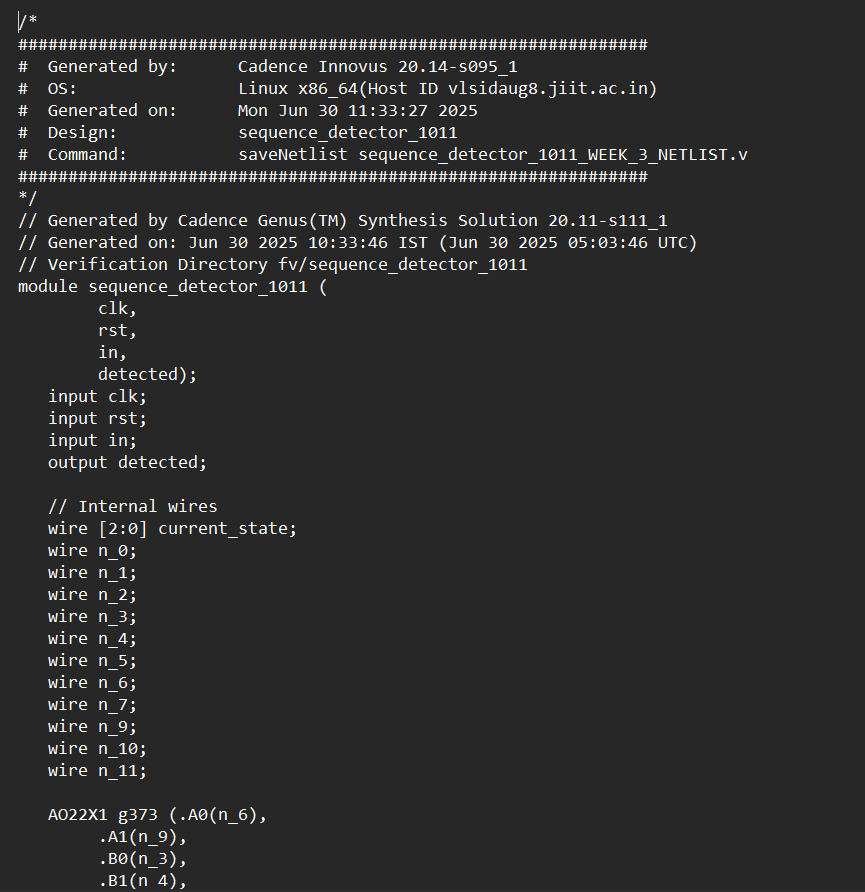 /*
###############################################################
#  Generated by:      Cadence Innovus 20.14-s095_1
#  OS:                Linux x86_64(Host ID vlsidaug8.jiit.ac.in)
#  Generated on:      Mon Jun 30 11:33:27 2025
#  Design:            sequence_detector_1011
#  Command:           saveNetlist sequence_detector_1011_WEEK_3_NETLIST.v
###############################################################
*/
// Generated by Cadence Genus(TM) Synthesis Solution 20.11-s111_1
// Generated on: Jun 30 2025 10:33:46 IST (Jun 30 2025 05:03:46 UTC)
// Verification Directory fv/sequence_detector_1011
module sequence_detector_1011 (
        clk,
        rst,
        in,
        detected);
   input clk;
   input rst;
   input in;
   output detected;

   // Internal wires
   wire [2:0] current_state;
   wire n_0;
   wire n_1;
   wire n_2;
   wire n_3;
   wire n_4;
   wire n_5;
   wire n_6;
   wire n_7;
   wire n_9;
   wire n_10;
   wire n_11;

   AO22X1 g373 (.A0(n_6),
        .A1(n_9),
        .B0(n_3),
        .B1(n_4),